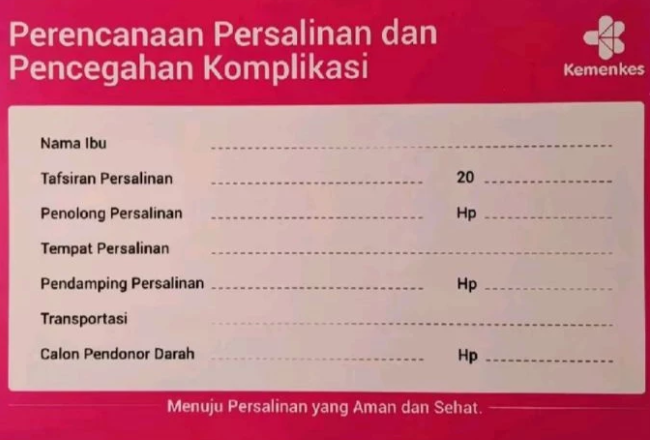 Perencanaan Persalinan dan
Pencegahan Komplikasi
Kemenkes
Nama Ibu
Tafsiran Persalinan 20
Penolong Persalinan Hp
Tempat Persalinan
Pendamping Persalinan Hp
Transportasi
Calon Pendonor Darah Hp
Menuju Persalinan yang Aman dan Sehat.